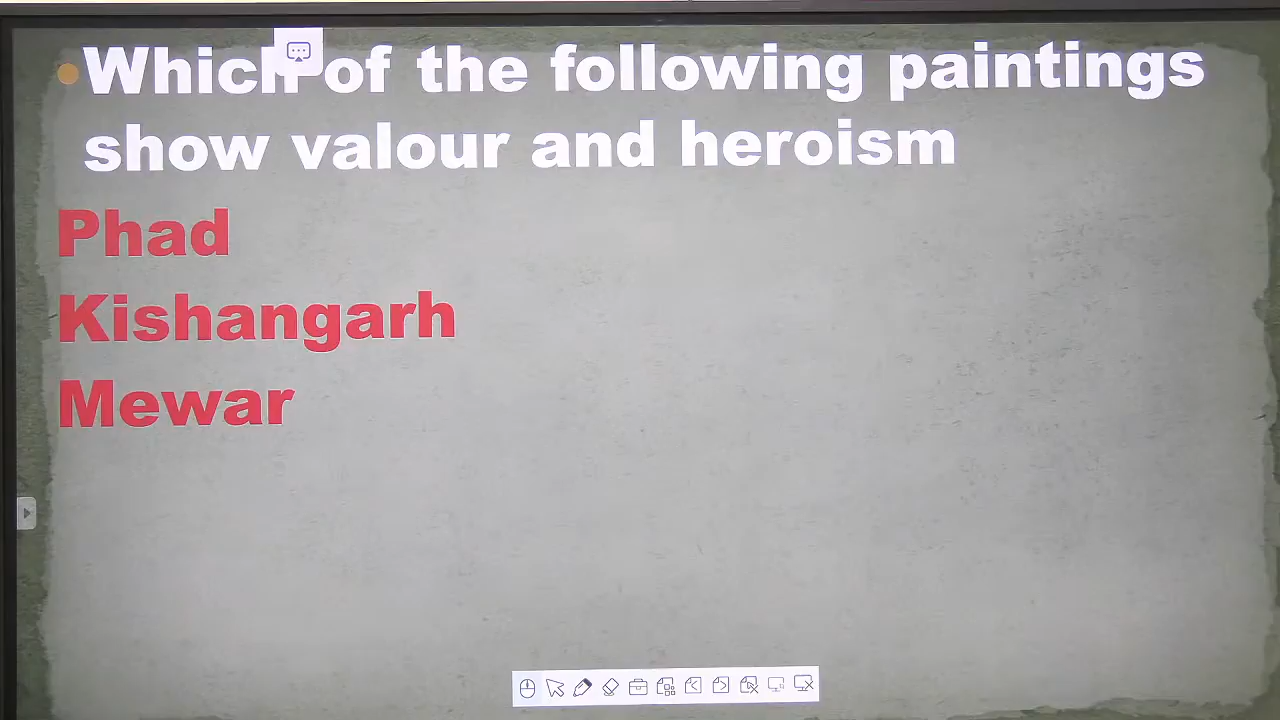 Which of the following paintings
show valour and heroism
Phad
Kishangarh
Mewar